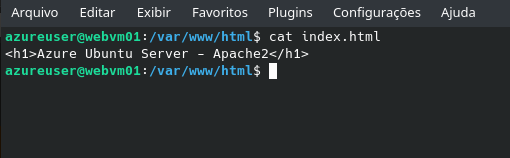 Arquivo Editar Exibir Favoritos Plugins Configurações Ajuda
azureuser@webvm01:/var/www/html$ cat index.html
<h1>Azure Ubuntu Server - Apache2</h1>
azureuser@webvm01:/var/www/html$